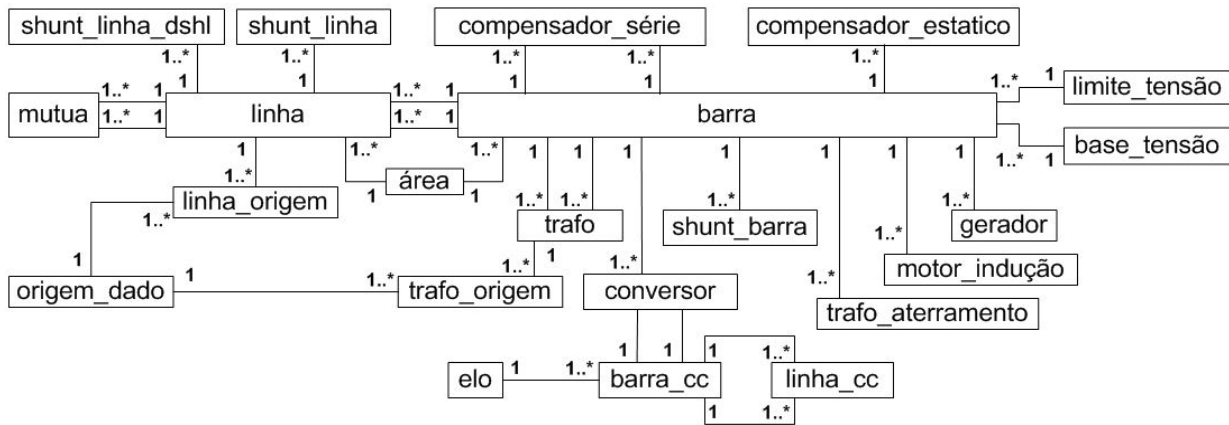 shunt_linha_dshl
shunt_linha
compensador_série
compensador_estatico
1..*
1..*
1..*
1..*
1..*
1
1
1
1
1
1..*
1
limite_tensão
mutua
1..*
1
linha
1..*
1
barra
1..*
1
1..*
1
1..*
1
base_tensão
1
1..*
1..*
1
1
1
1
1
1
1
1..*
área
1
1
linha_origem
1..*
1..*
1..*
1..*
1..*
trafo
shunt_barra
gerador
1
1..*
1
1..*
1..*
motor_indução
1
1..*
1..*
origem_dado
trafo_origem
conversor
trafo_aterramento
1
1
1
1..*
elo
1
1..*
barra_cc
linha_cc
1
1..*